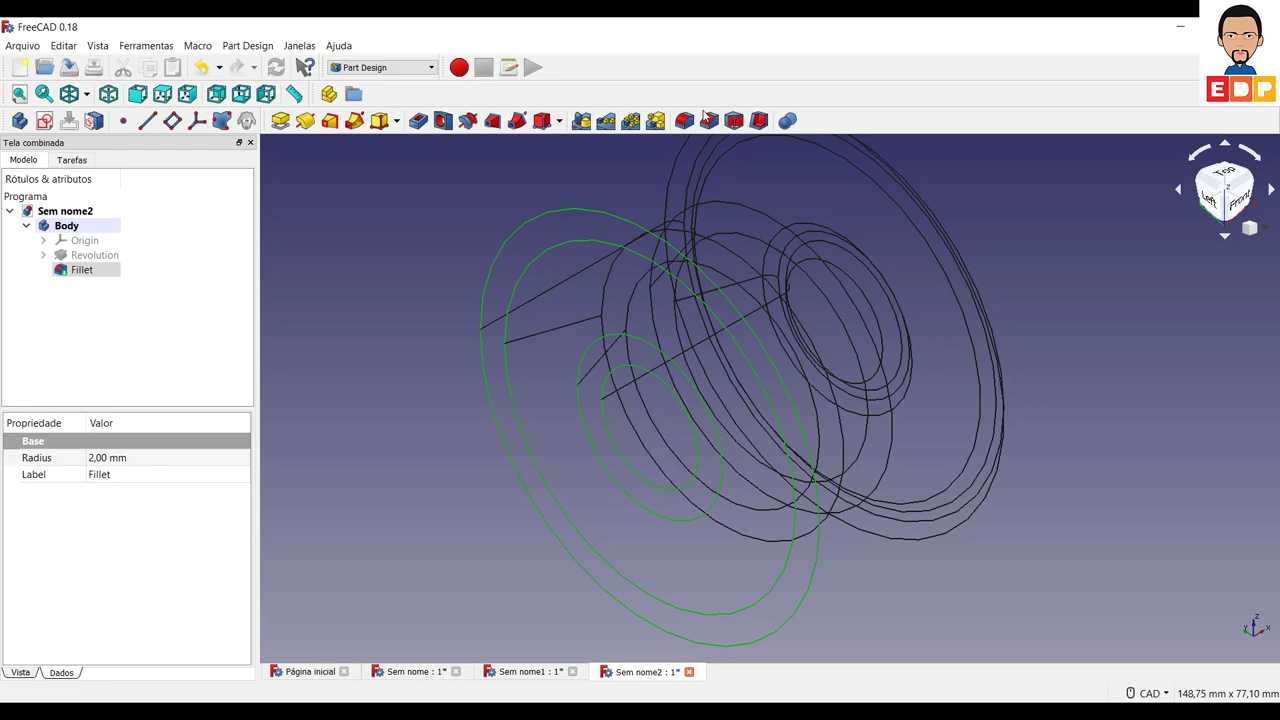 FreeCAD 0.18
Arquivo Editar Vista Ferramentas Macro Part Design Janelas Ajuda
Part Design
EDP
Tela combinada
Modelo Tarefas
Rótulos & atributos
Programa
Sem nome2
Body
Origin
Revolution
Fillet
Top
Left
Front
Z
Propriedade Valor
Base
Radius 2,00 mm
Label Fillet
z
y x
Vista Dados
Página inicial Sem nome : 1* Sem nome1 : 1* Sem nome2 : 1*
CAD 148,75 mm x 77,10 mm